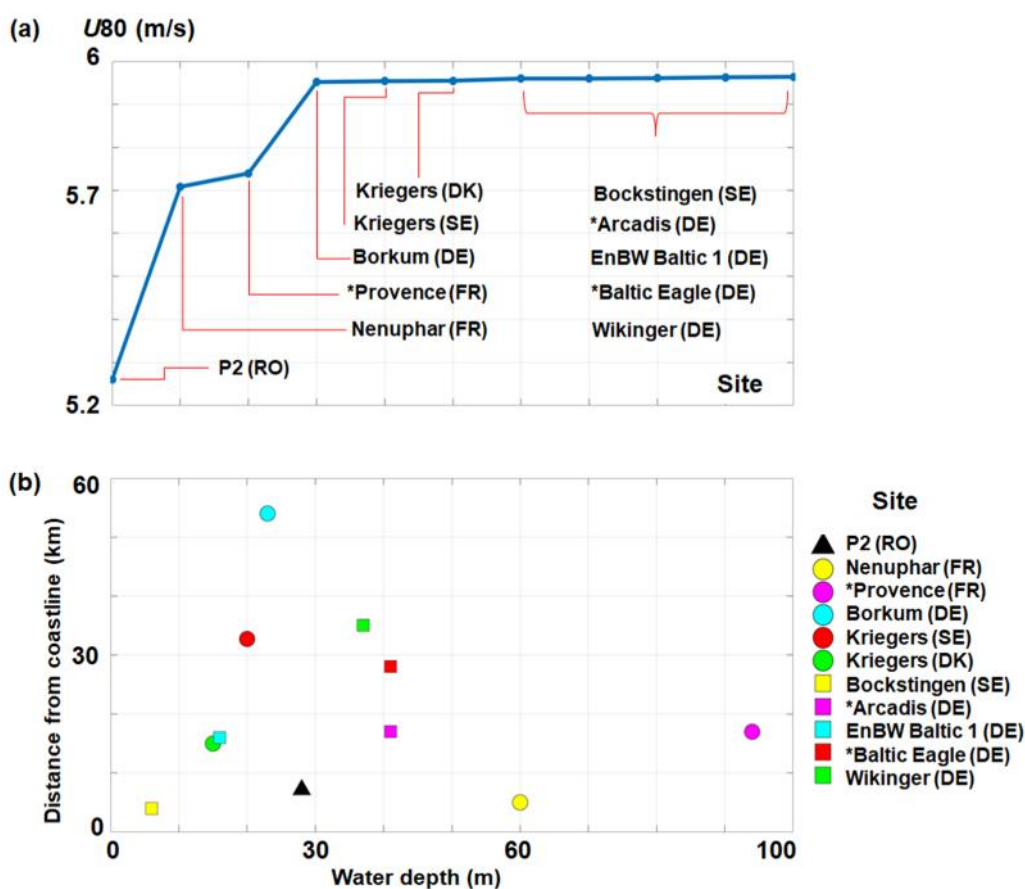 (a) U80 (m/s)
6
5.7
5.2
Kriegers (DK)
Kriegers (SE)
Borkum (DE)
*Provence (FR)
Nenuphar (FR)
P2 (RO)
Bockstingen (SE)
*Arcadis (DE)
EnBW Baltic 1 (DE)
*Baltic Eagle (DE)
Wikinger (DE)
Site
(b)
Distance from coastline (km)
60
30
0
0 30 60 100
Water depth (m)
Site
P2 (RO)
Nenuphar (FR)
*Provence (FR)
Borkum (DE)
Kriegers (SE)
Kriegers (DK)
Bockstingen (SE)
*Arcadis (DE)
EnBW Baltic 1 (DE)
*Baltic Eagle (DE)
Wikinger (DE)